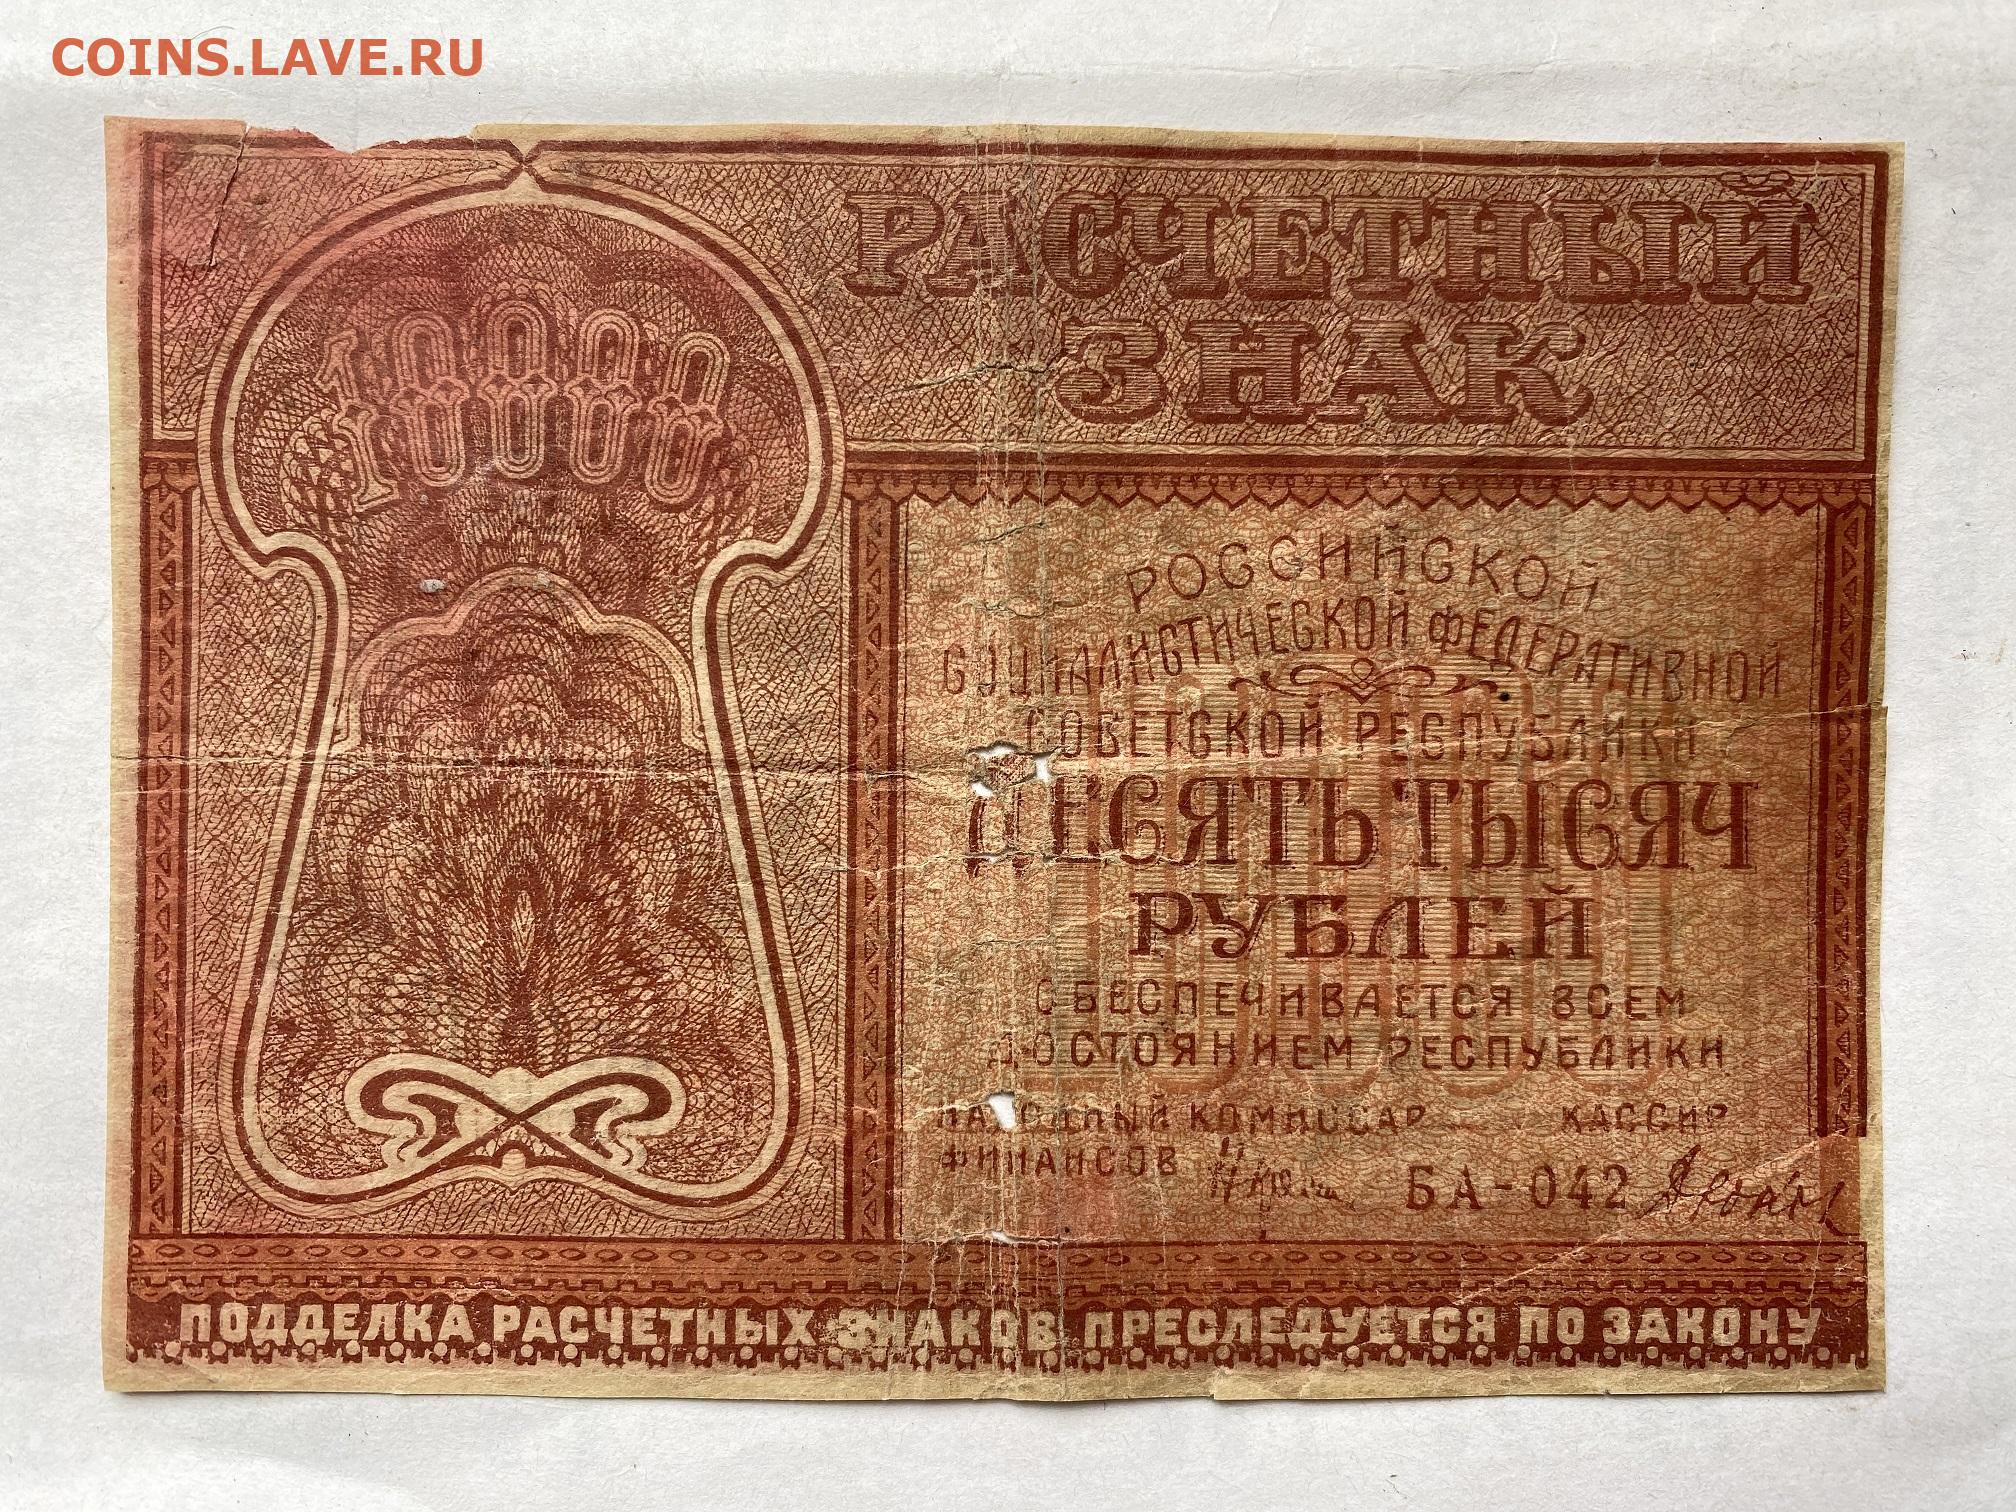 COINS.LAVE.RU
РАСЧЕТНЫЙ
ЗНАК
10000
10000
РОССИЙСКОЙ
СОЦИАЛИСТИЧЕСКОЙ ФЕДЕРАТИВНОЙ
СОВЕТСКОЙ РЕСПУБЛИКИ
ДЕСЯТЬ ТЫСЯЧ
РУБЛЕЙ
ОБЕСПЕЧИВАЕТСЯ ВСЕМ
ДОСТОЯНИЕМ РЕСПУБЛИКИ
НАРОДНЫЙ КОМИССАР КАССИР
ФИНАНСОВ
БА-042
ПОДДЕЛКА РАСЧЕТНЫХ ЗНАКОВ ПРЕСЛЕДУЕТСЯ ПО ЗАКОНУ